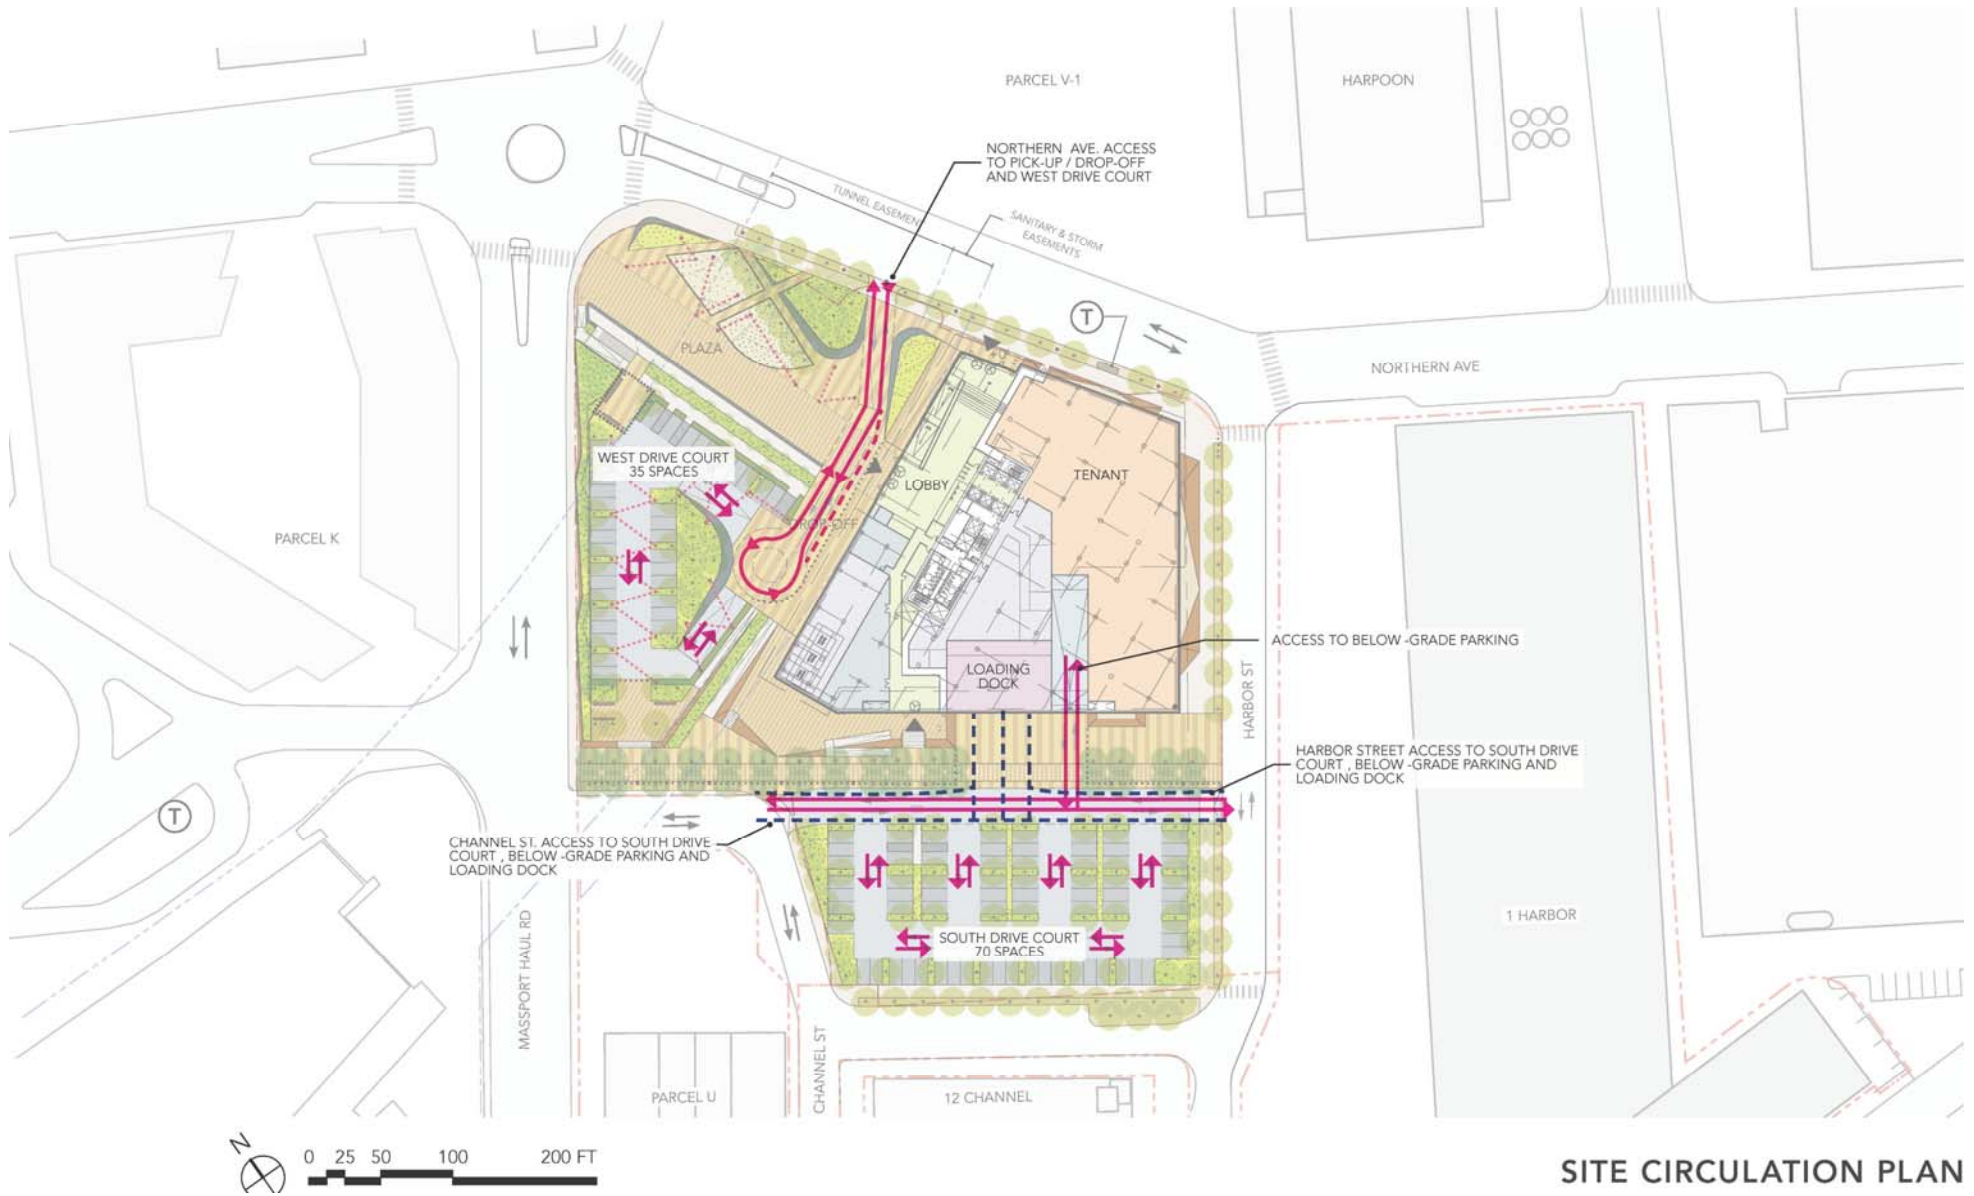 PARCEL V-1
HARPOON
NORTHERN AVE. ACCESS
TO PICK-UP / DROP-OFF
AND WEST DRIVE COURT
TUNNEL EASEMENT
SANITARY & STORM
EASEMENTS
T
PLAZA
NORTHERN AVE
WEST DRIVE COURT
35 SPACES
LOBBY
TENANT
DROP-OFF
PARCEL K
ACCESS TO BELOW -GRADE PARKING
LOADING
DOCK
HARBOR ST
HARBOR STREET ACCESS TO SOUTH DRIVE
COURT , BELOW -GRADE PARKING AND
LOADING DOCK
T
CHANNEL ST. ACCESS TO SOUTH DRIVE
COURT , BELOW -GRADE PARKING AND
LOADING DOCK
1 HARBOR
SOUTH DRIVE COURT
70 SPACES
MASSPORT HAUL RD
CHANNEL ST
PARCEL U
12 CHANNEL
N
0 25 50 100 200 FT
SITE CIRCULATION PLAN